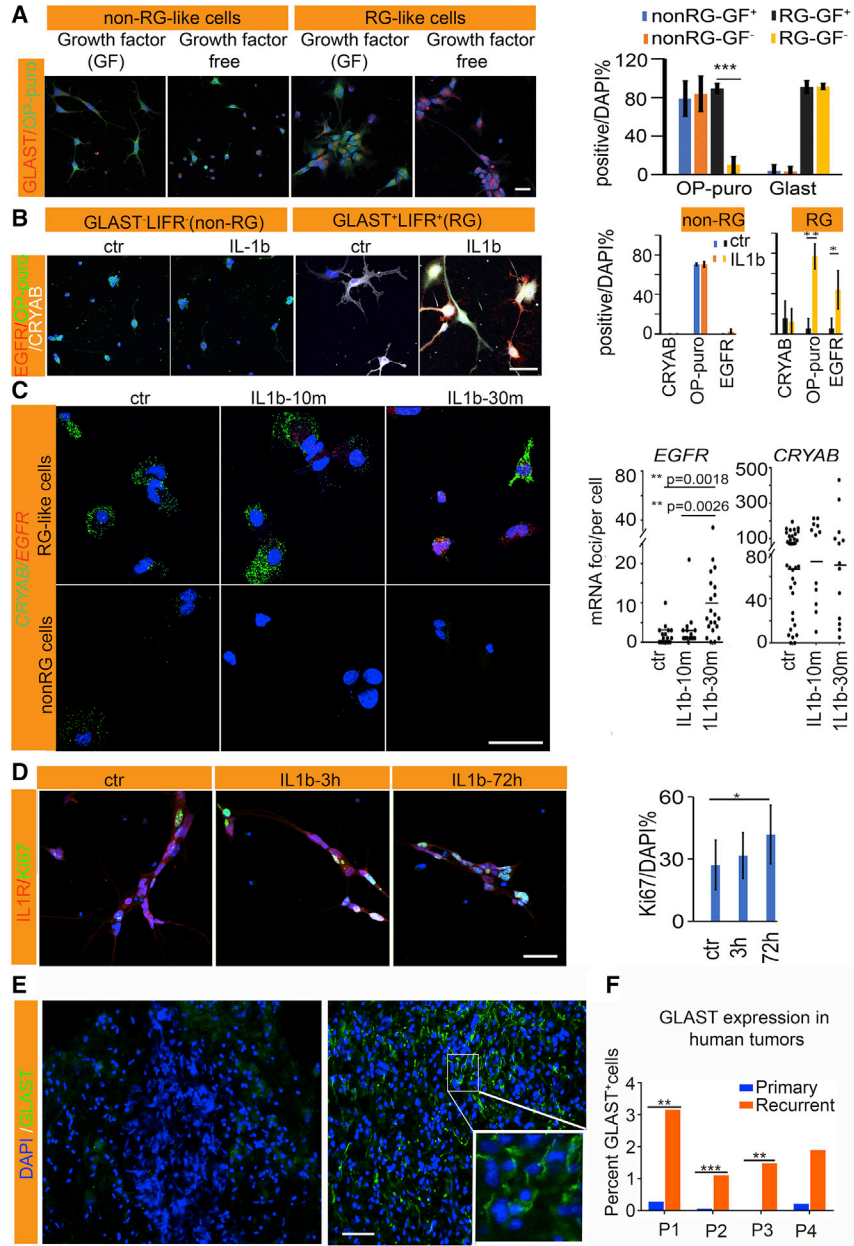 A
non-RG-like cells
RG-like cells
Growth factor (GF)
Growth factor free
Growth factor (GF)
Growth factor free
GLAST/OP-puro
nonRG-GF+
RG-GF+
nonRG-GF-
RG-GF-
positive/DAPI%
120
80
40
0
***
OP-puro
Glast
B
GLAST-LIFR-(non-RG)
GLAST+LIFR+(RG)
ctr
IL-1b
ctr
IL1b
EGFR/OP-puro
/CRYAB
non-RG
RG
ctr
IL1b
positive/DAPI%
100
80
40
0
**
*
CRYAB
OP-puro
EGFR
CRYAB
OP-puro
EGFR
C
ctr
IL1b-10m
IL1b-30m
CRYAB/EGFR
RG-like cells
nonRG cells
EGFR
CRYAB
mRNA foci/per cell
80
40
20
10
0
** p=0.0018
** p=0.0026
ctr
IL1b-10m
1L1b-30m
500
300
100
80
40
0
ctr
IL1b-10m
1L1b-30m
D
ctr
IL1b-3h
IL1b-72h
IL1R/Ki67
Ki67/DAPI%
60
30
0
*
ctr
3h
72h
E
DAPI/GLAST
F
GLAST expression in
human tumors
Percent GLAST+cells
4
3
2
1
0
Primary
Recurrent
**
***
**
P1
P2
P3
P4